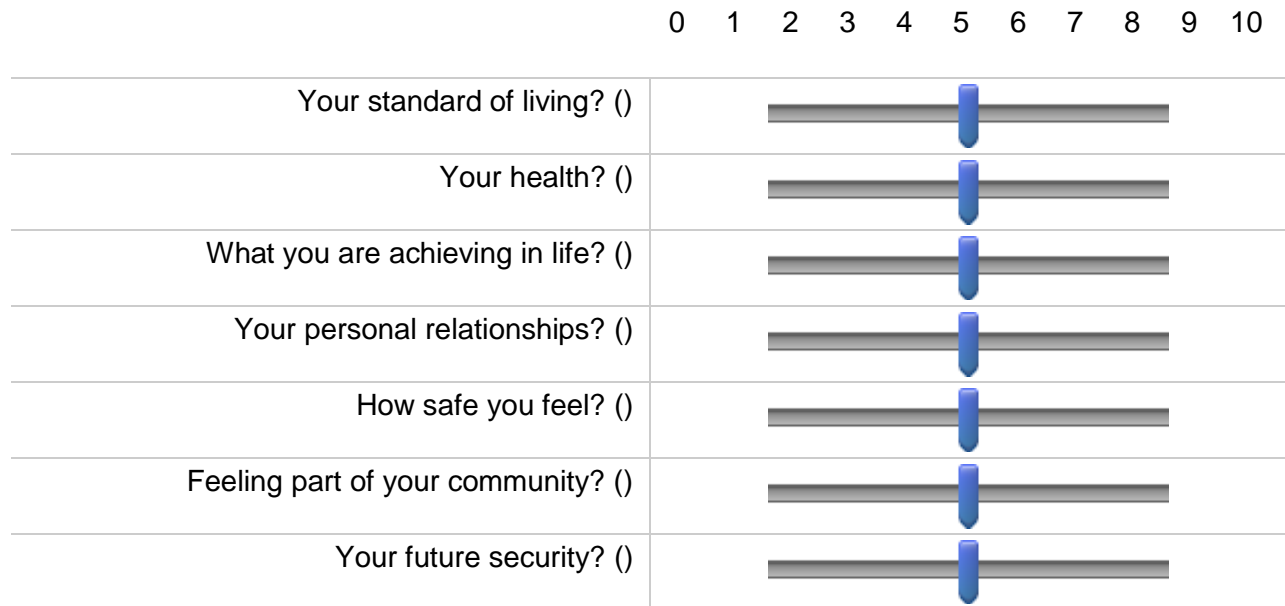 0 1 2 3 4 5 6 7 8 9 10
Your standard of living? ()
Your health? ()
What you are achieving in life? ()
Your personal relationships? ()
How safe you feel? ()
Feeling part of your community? ()
Your future security? ()